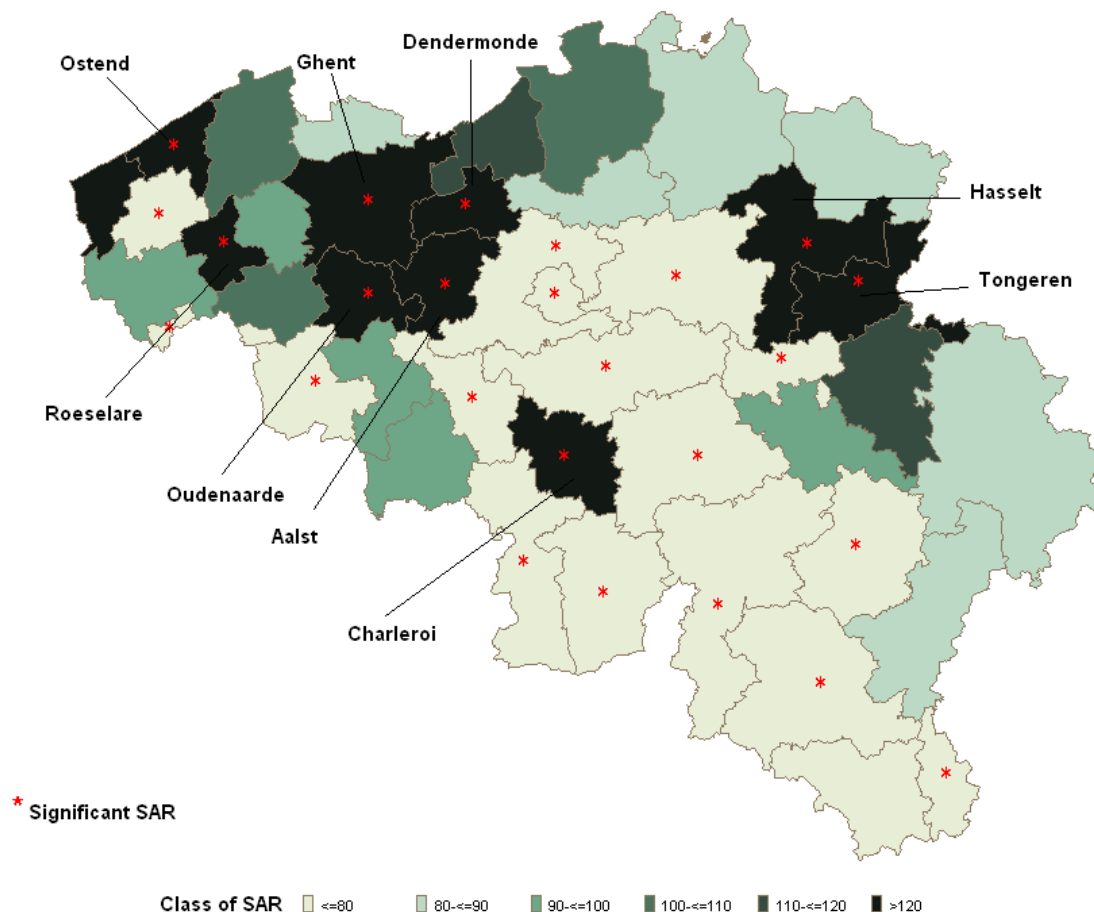 Dendermonde
Ostend
Ghent
Hasselt
Tongeren
Roeselare
Oudenaarde
Aalst
Charleroi
* Significant SAR
Class of SAR <=80 80-<=90 90-<=100 100-<=110 110-<=120 >120